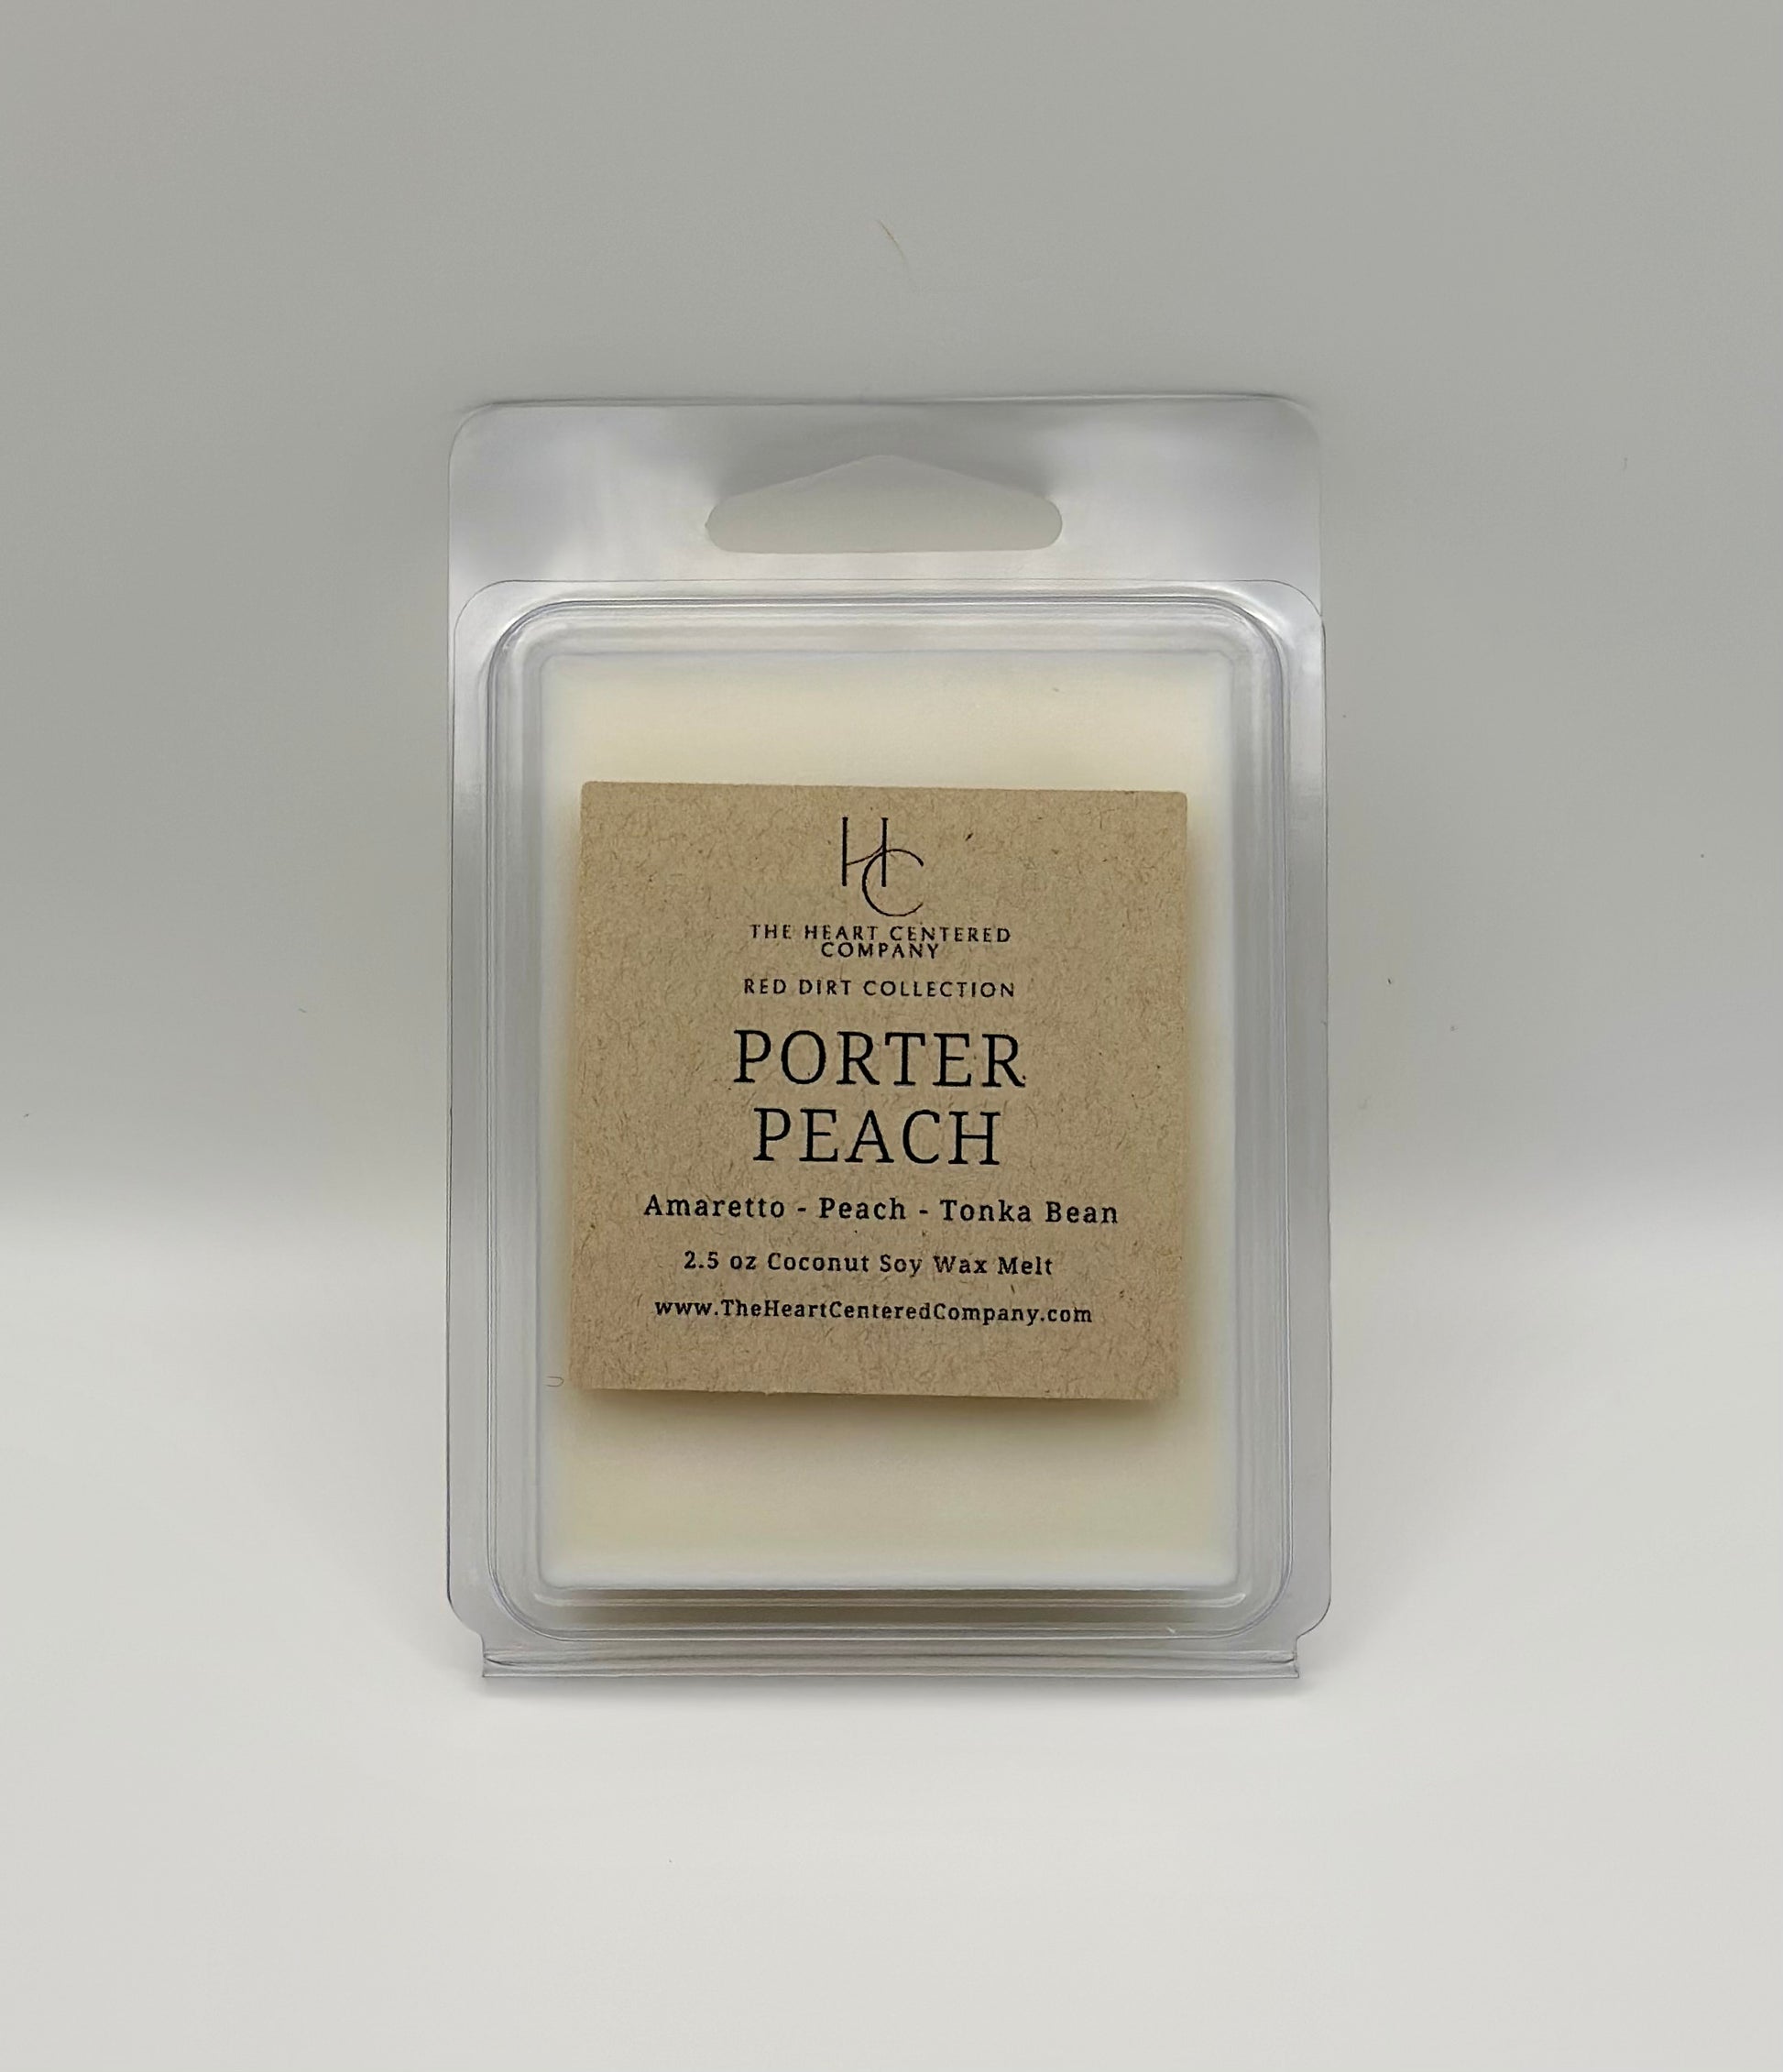 HC
THE HEART CENTERED
COMPANY
RED DIRT COLLECTION
PORTER
PEACH
Amaretto - Peach - Tonka Bean
2.5 oz Coconut Soy Wax Melt
www.TheHeartCenteredCompany.com